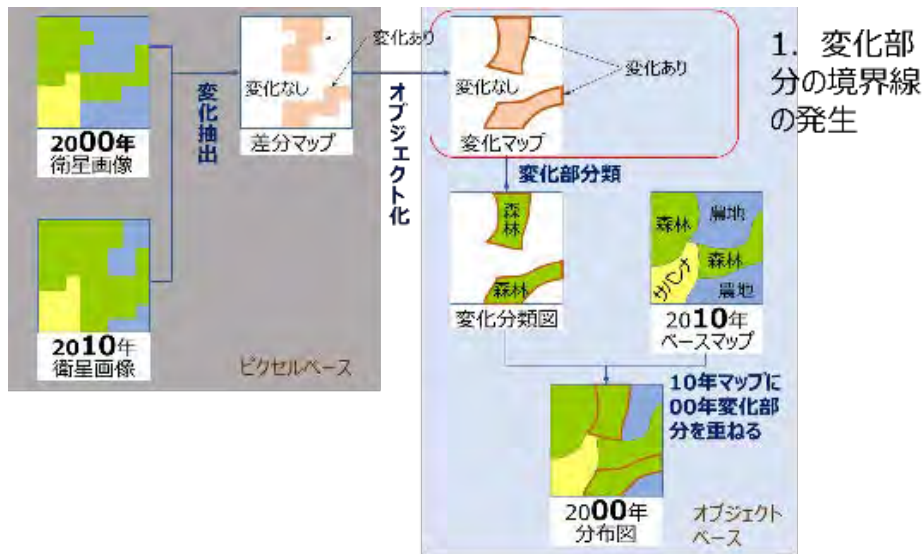 2000年
衛星画像
2010年
衛星画像
変化抽出
変化なし
変化あり
差分マップ
ピクセルベース
オブジェクト化
変化なし
変化あり
変化マップ
1. 変化部
分の境界線
の発生
変化部分類
森林
森林
変化分類図
森林
農地
サバンナ
森林
農地
2010年
ベースマップ
10年マップに
00年変化部
分を重ねる
2000年
分布図
オブジェクト
ベース